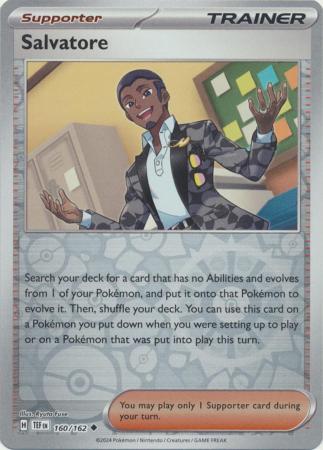 Supporter TRAINER
Salvatore
Search your deck for a card that has no Abilities and evolves
from 1 of your Pokémon, and put it onto that Pokémon to
evolve it. Then, shuffle your deck. You can use this card on
a Pokémon you put down when you were setting up to play
or on a Pokémon that was put into play this turn.
Illus. Ryuta Fuse
H TEF EN 160/162 ◆
You may play only 1 Supporter card during
your turn.
©2024 Pokémon / Nintendo / Creatures / GAME FREAK